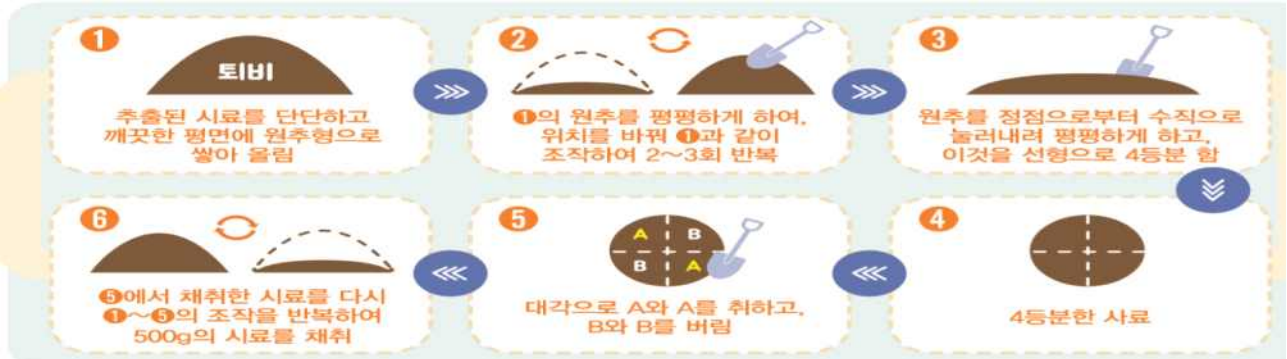 1
퇴비
추출된 시료를 단단하고
깨끗한 평면에 원추형으로
쌓아 올림
2
❶의 원추를 평평하게 하여,
위치를 바꿔 ❶과 같이
조작하여 2~3회 반복
3
원추를 정점으로부터 수직으로
눌러내려 평평하게 하고,
이것을 선형으로 4등분 함
4
4등분한 사료
5
A B
B A
대각으로 A와 A를 취하고,
B와 B를 버림
6
❺에서 채취한 시료를 다시
❶~❺의 조작을 반복하여
500g의 시료를 채취